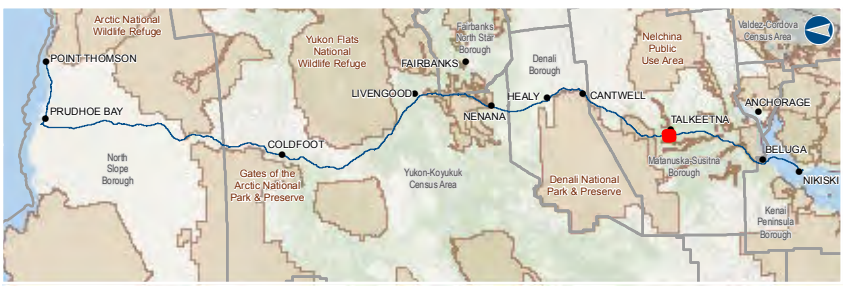 Arctic National
Wildlife Refuge
POINT THOMSON
PRUDHOE BAY
North
Slope
Borough
COLDFOOT
Gates of the
Arctic National
Park & Preserve
Yukon Flats
National
Wildlife Refuge
LIVENGOOD
FAIRBANKS
Fairbanks
North Star
Borough
Yukon-Koyukuk
Census Area
NENANA
Denali
Borough
HEALY
CANTWELL
Denali National
Park & Preserve
Nelchina
Public
Use Area
TALKEETNA
Matanuska-Susitna
Borough
Valdez-Cordova
Census Area
ANCHORAGE
BELUGA
NIKISKI
Kenai
Peninsula
Borough